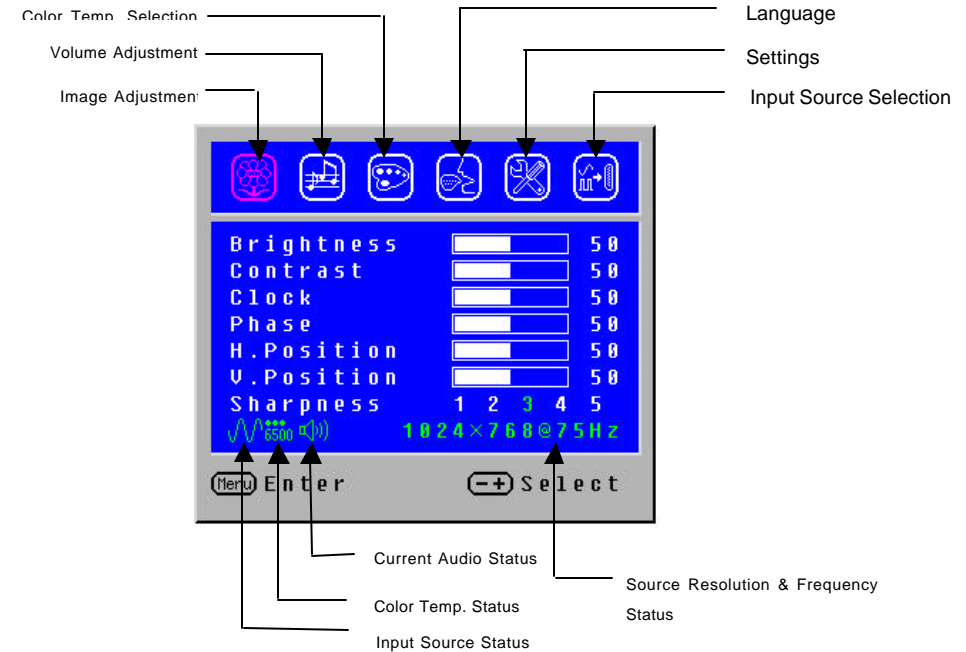 Color Temp. Selection
Language
Volume Adjustment
Settings
Image Adjustment
Input Source Selection
Brightness 50
Contrast 50
Clock 50
Phase 50
H.Position 50
V.Position 50
Sharpness 1 2 3 4 5
6500 1024×768@75Hz
Menu Enter -+ Select
Current Audio Status
Source Resolution & Frequency
Status
Color Temp. Status
Input Source Status